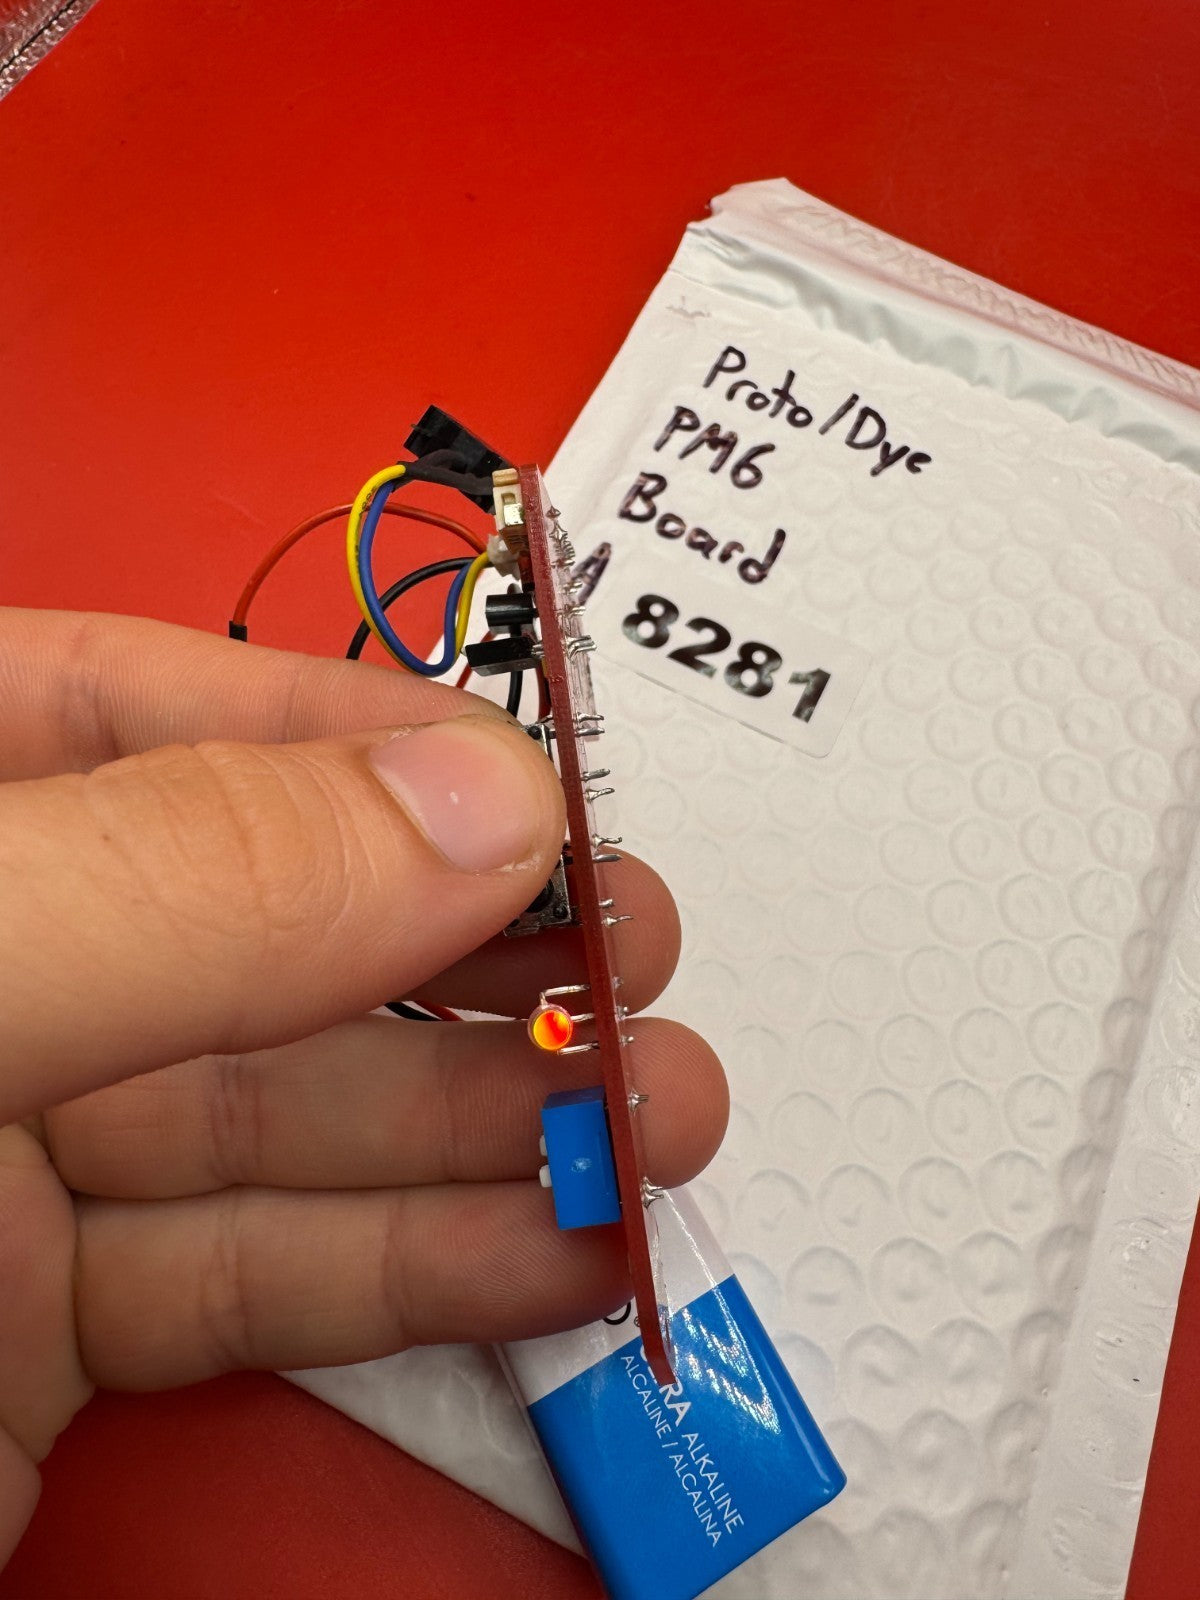 Proto/Dye
PM6
Board
A 8281
ALKALINE
ALCALINE / ALCALINA